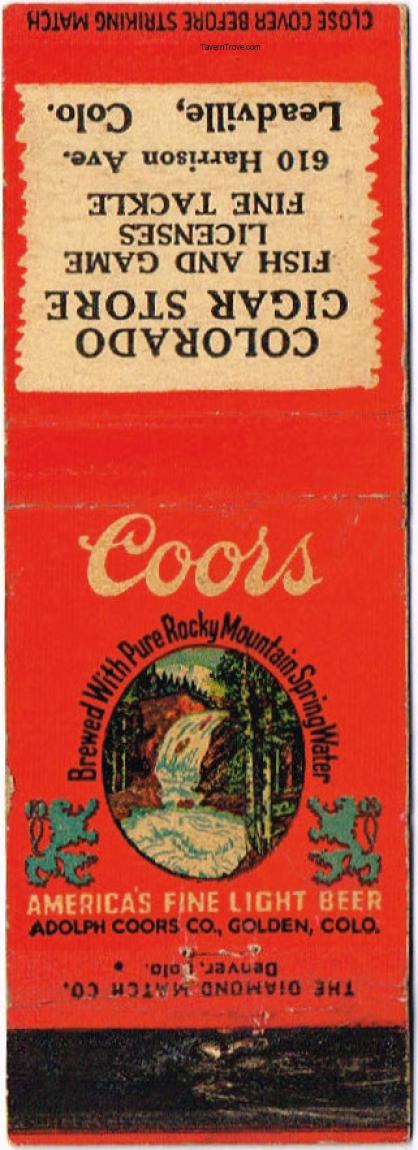 CLOSE COVER BEFORE STRIKING MATCH
TavernTrove.com
COLORADO
CIGAR STORE
FISH AND GAME
LICENSES
FINE TACKLE
610 Harrison Ave.
Leadville, Colo.
Coors
Brewed With Pure Rocky Mountain Spring Water
AMERICA'S FINE LIGHT BEER
ADOLPH COORS CO., GOLDEN, COLO.
THE DIAMOND MATCH CO.
Denver, Colo.